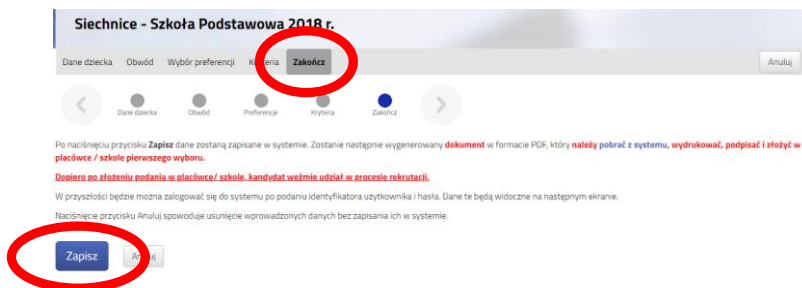 Siechnice - Szkoła Podstawowa 2018 r.
Dane dziecka Obwód Wybór preferencji Kryteria Zakończ Anuluj
Dane dziecka Obwód Preferencje Kryteria Zakończ
Po naciśnięciu przycisku Zapisz dane zostaną zapisane w systemie. Zostanie następnie wygenerowany dokument w formacie PDF, który należy pobrać z systemu, wydrukować, podpisać i złożyć w
placówce / szkole pierwszego wyboru.
Dopiero po złożeniu podania w placówce/ szkole, kandydat weźmie udział w procesie rekrutacji.
W przyszłości będzie można zalogować się do systemu po podaniu identyfikatora użytkownika i hasła. Dane te będą widoczne na następnym ekranie.
Naciśnięcie przycisku Anuluj spowoduje usunięcie wprowadzonych danych bez zapisania ich w systemie.
Zapisz Anuluj